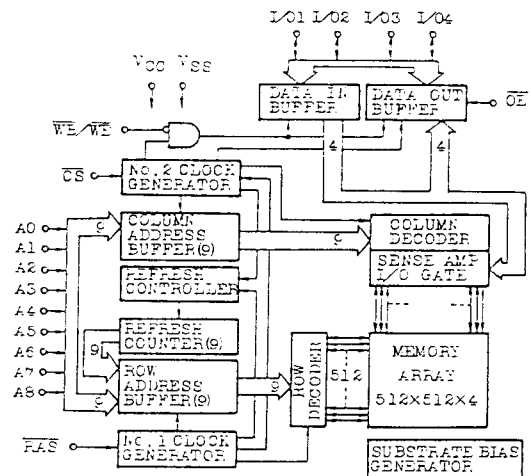 I/O1 I/O2 I/O3 I/O4
VCC VSS
DATA IN
BUFFER
DATA OUT
BUFFER
OE
WB/WE
4
4
CS
No.2 CLOCK
GENERATOR
A0
A1
A2
A3
A4
A5
A6
A7
A8
9
COLUMN
ADDRESS
BUFFER(9)
9
COLUMN
DECODER
SENSE AMP
I/O GATE
REFRESH
CONTROLLER
REFRESH
COUNTER(9)
9
ROW
ADDRESS
BUFFER(9)
9
9
ROW
DECODER
512
MEMORY
ARRAY
512×512×4
RAS
No.1 CLOCK
GENERATOR
SUBSTRATE BIAS
GENERATOR